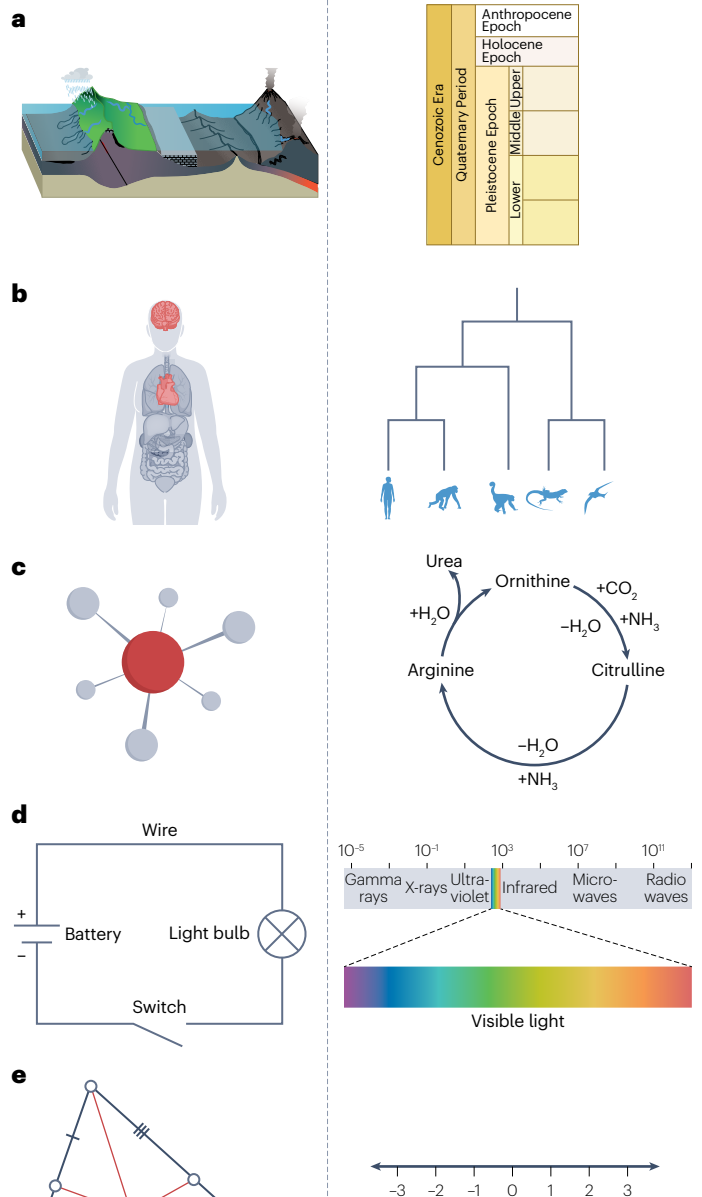 a
Anthropocene
Epoch
Holocene
Epoch
Cenozoic Era
Quaternary Period
Pleistocene Epoch
Upper
Middle
Lower
b
c
Urea
Ornithine
+CO₂
+H₂O
–H₂O
+NH₃
Arginine
Citrulline
–H₂O
+NH₃
d
Wire
+
Battery
–
Light bulb
Switch
10⁻⁵ 10⁻¹ 10³ 10⁷ 10¹¹
Gamma rays
X-rays
Ultra-violet
Infrared
Micro-waves
Radio waves
Visible light
e
–3 –2 –1 0 1 2 3